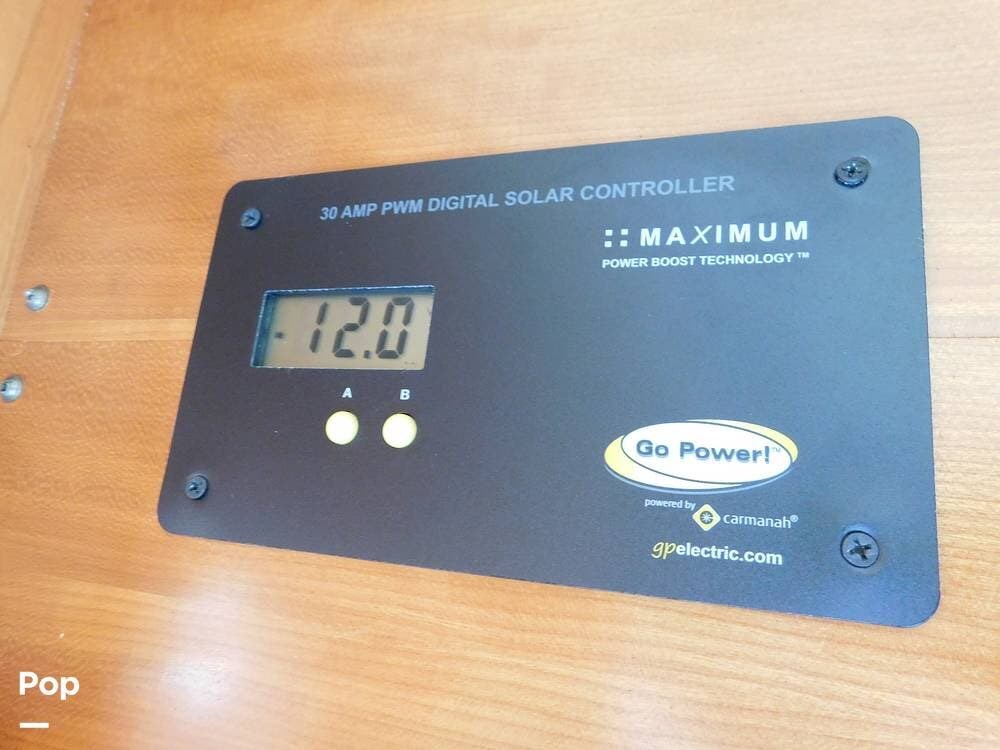 30 AMP PWM DIGITAL SOLAR CONTROLLER
MAXIMUM
POWER BOOST TECHNOLOGY™
-12.0
A B
Go Power!™
powered by
carmanah®
gpelectric.com
Pop